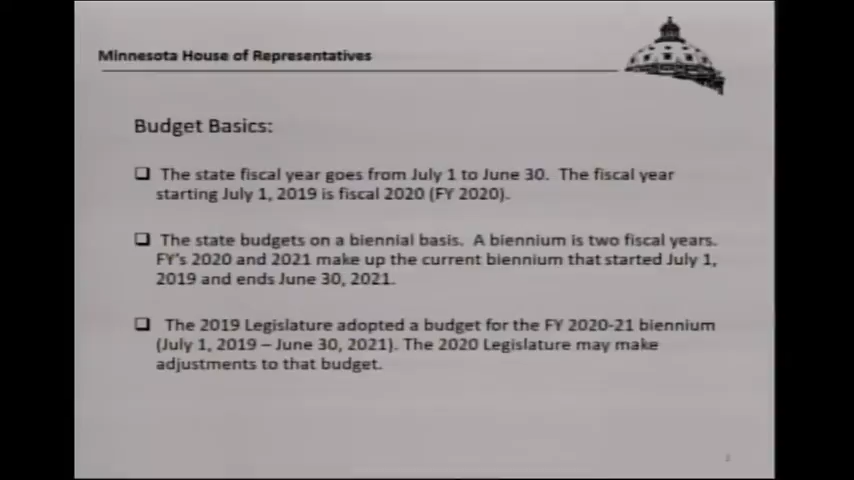 Minnesota House of Representatives
Budget Basics:
❑ The state fiscal year goes from July 1 to June 30. The fiscal year
starting July 1, 2019 is fiscal 2020 (FY 2020).
❑ The state budgets on a biennial basis. A biennium is two fiscal years.
FY's 2020 and 2021 make up the current biennium that started July 1,
2019 and ends June 30, 2021.
❑ The 2019 Legislature adopted a budget for the FY 2020-21 biennium
(July 1, 2019 – June 30, 2021). The 2020 Legislature may make
adjustments to that budget.